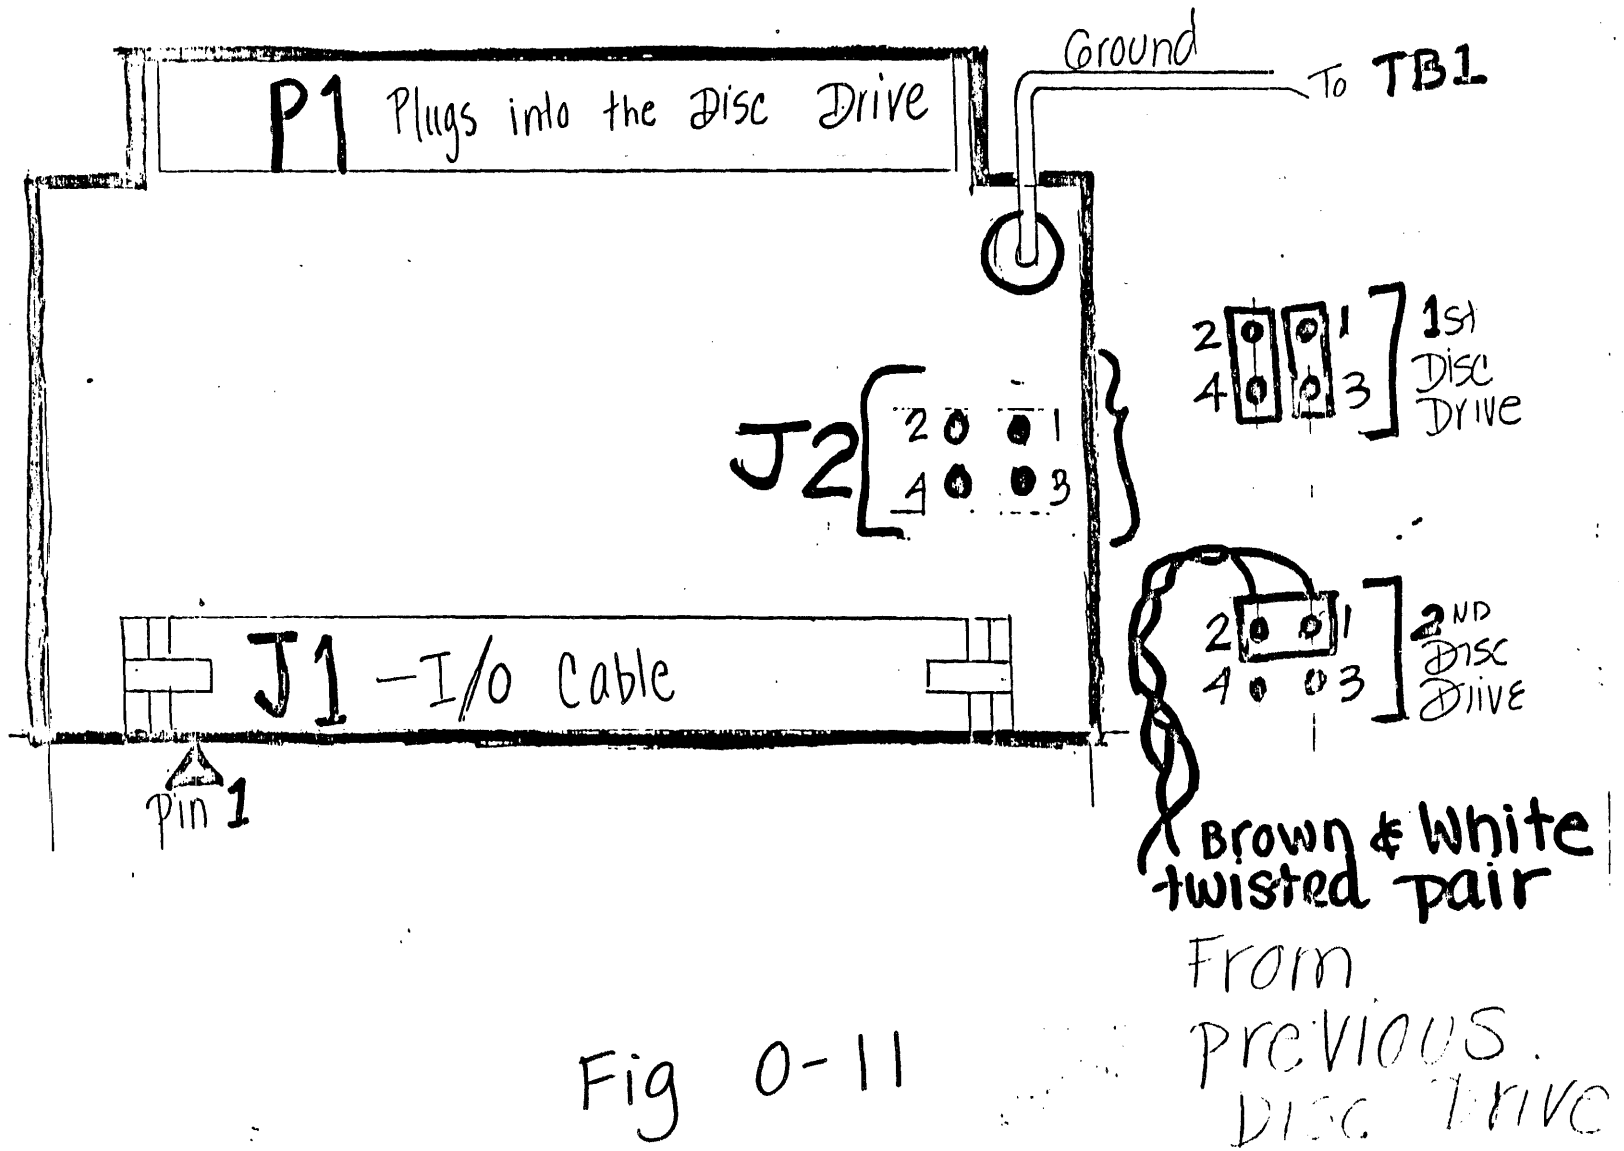 Ground
To TB1
P1 Plugs into the Disc Drive
2 1
4 3
1st
Disc
Drive
J2
2 1
4 3
2 1
4 3
2ND
Disc
Drive
J1 - I/O Cable
Pin 1
Brown & White
twisted pair
From
previous
Disc Drive
Fig 0-11